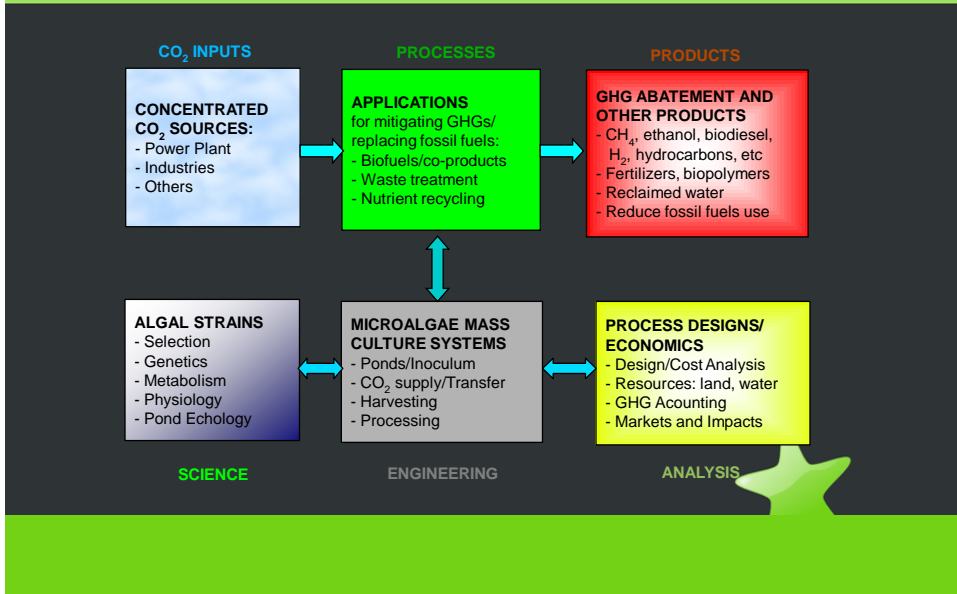 CO₂ INPUTS
PROCESSES
PRODUCTS
CONCENTRATED
CO₂ SOURCES:
- Power Plant
- Industries
- Others
APPLICATIONS
for mitigating GHGs/
replacing fossil fuels:
- Biofuels/co-products
- Waste treatment
- Nutrient recycling
GHG ABATEMENT AND
OTHER PRODUCTS
- CH₄, ethanol, biodiesel,
H₂, hydrocarbons, etc
- Fertilizers, biopolymers
- Reclaimed water
- Reduce fossil fuels use
ALGAL STRAINS
- Selection
- Genetics
- Metabolism
- Physiology
- Pond Echology
MICROALGAE MASS
CULTURE SYSTEMS
- Ponds/Inoculum
- CO₂ supply/Transfer
- Harvesting
- Processing
PROCESS DESIGNS/
ECONOMICS
- Design/Cost Analysis
- Resources: land, water
- GHG Acounting
- Markets and Impacts
SCIENCE
ENGINEERING
ANALYSIS